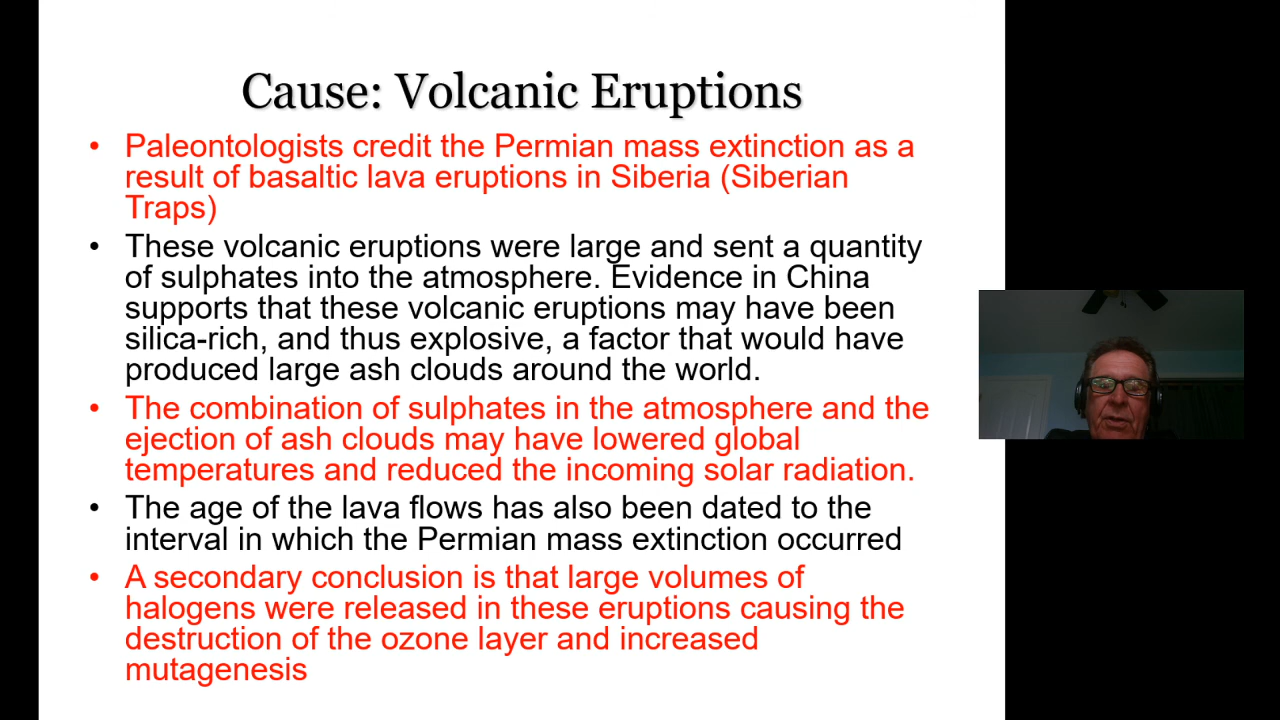 Cause: Volcanic Eruptions
• Paleontologists credit the Permian mass extinction as a
result of basaltic lava eruptions in Siberia (Siberian
Traps)
• These volcanic eruptions were large and sent a quantity
of sulphates into the atmosphere. Evidence in China
supports that these volcanic eruptions may have been
silica-rich, and thus explosive, a factor that would have
produced large ash clouds around the world.
• The combination of sulphates in the atmosphere and the
ejection of ash clouds may have lowered global
temperatures and reduced the incoming solar radiation.
• The age of the lava flows has also been dated to the
interval in which the Permian mass extinction occurred
• A secondary conclusion is that large volumes of
halogens were released in these eruptions causing the
destruction of the ozone layer and increased
mutagenesis